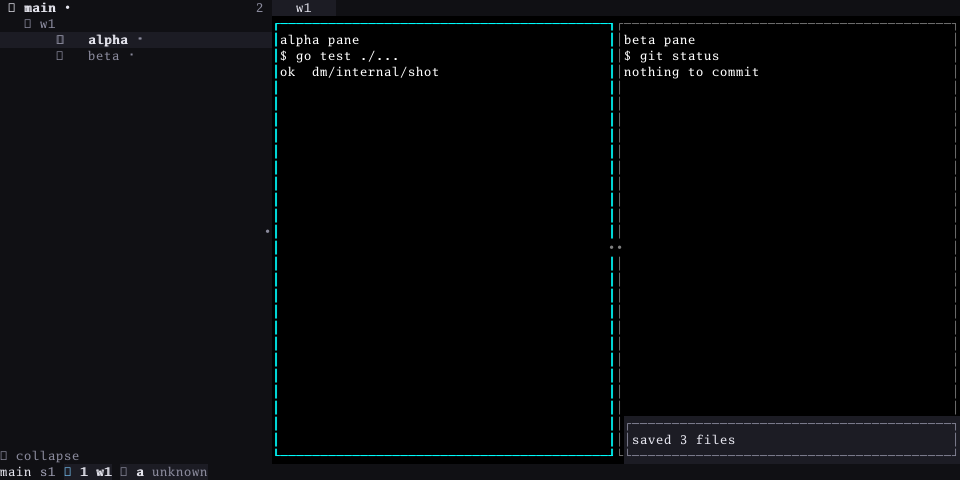 main • 2
w1
alpha •
beta •
collapse
w1
alpha pane
$ go test ./...
ok  dm/internal/shot
beta pane
$ git status
nothing to commit
saved 3 files
main s1 1 w1 a unknown